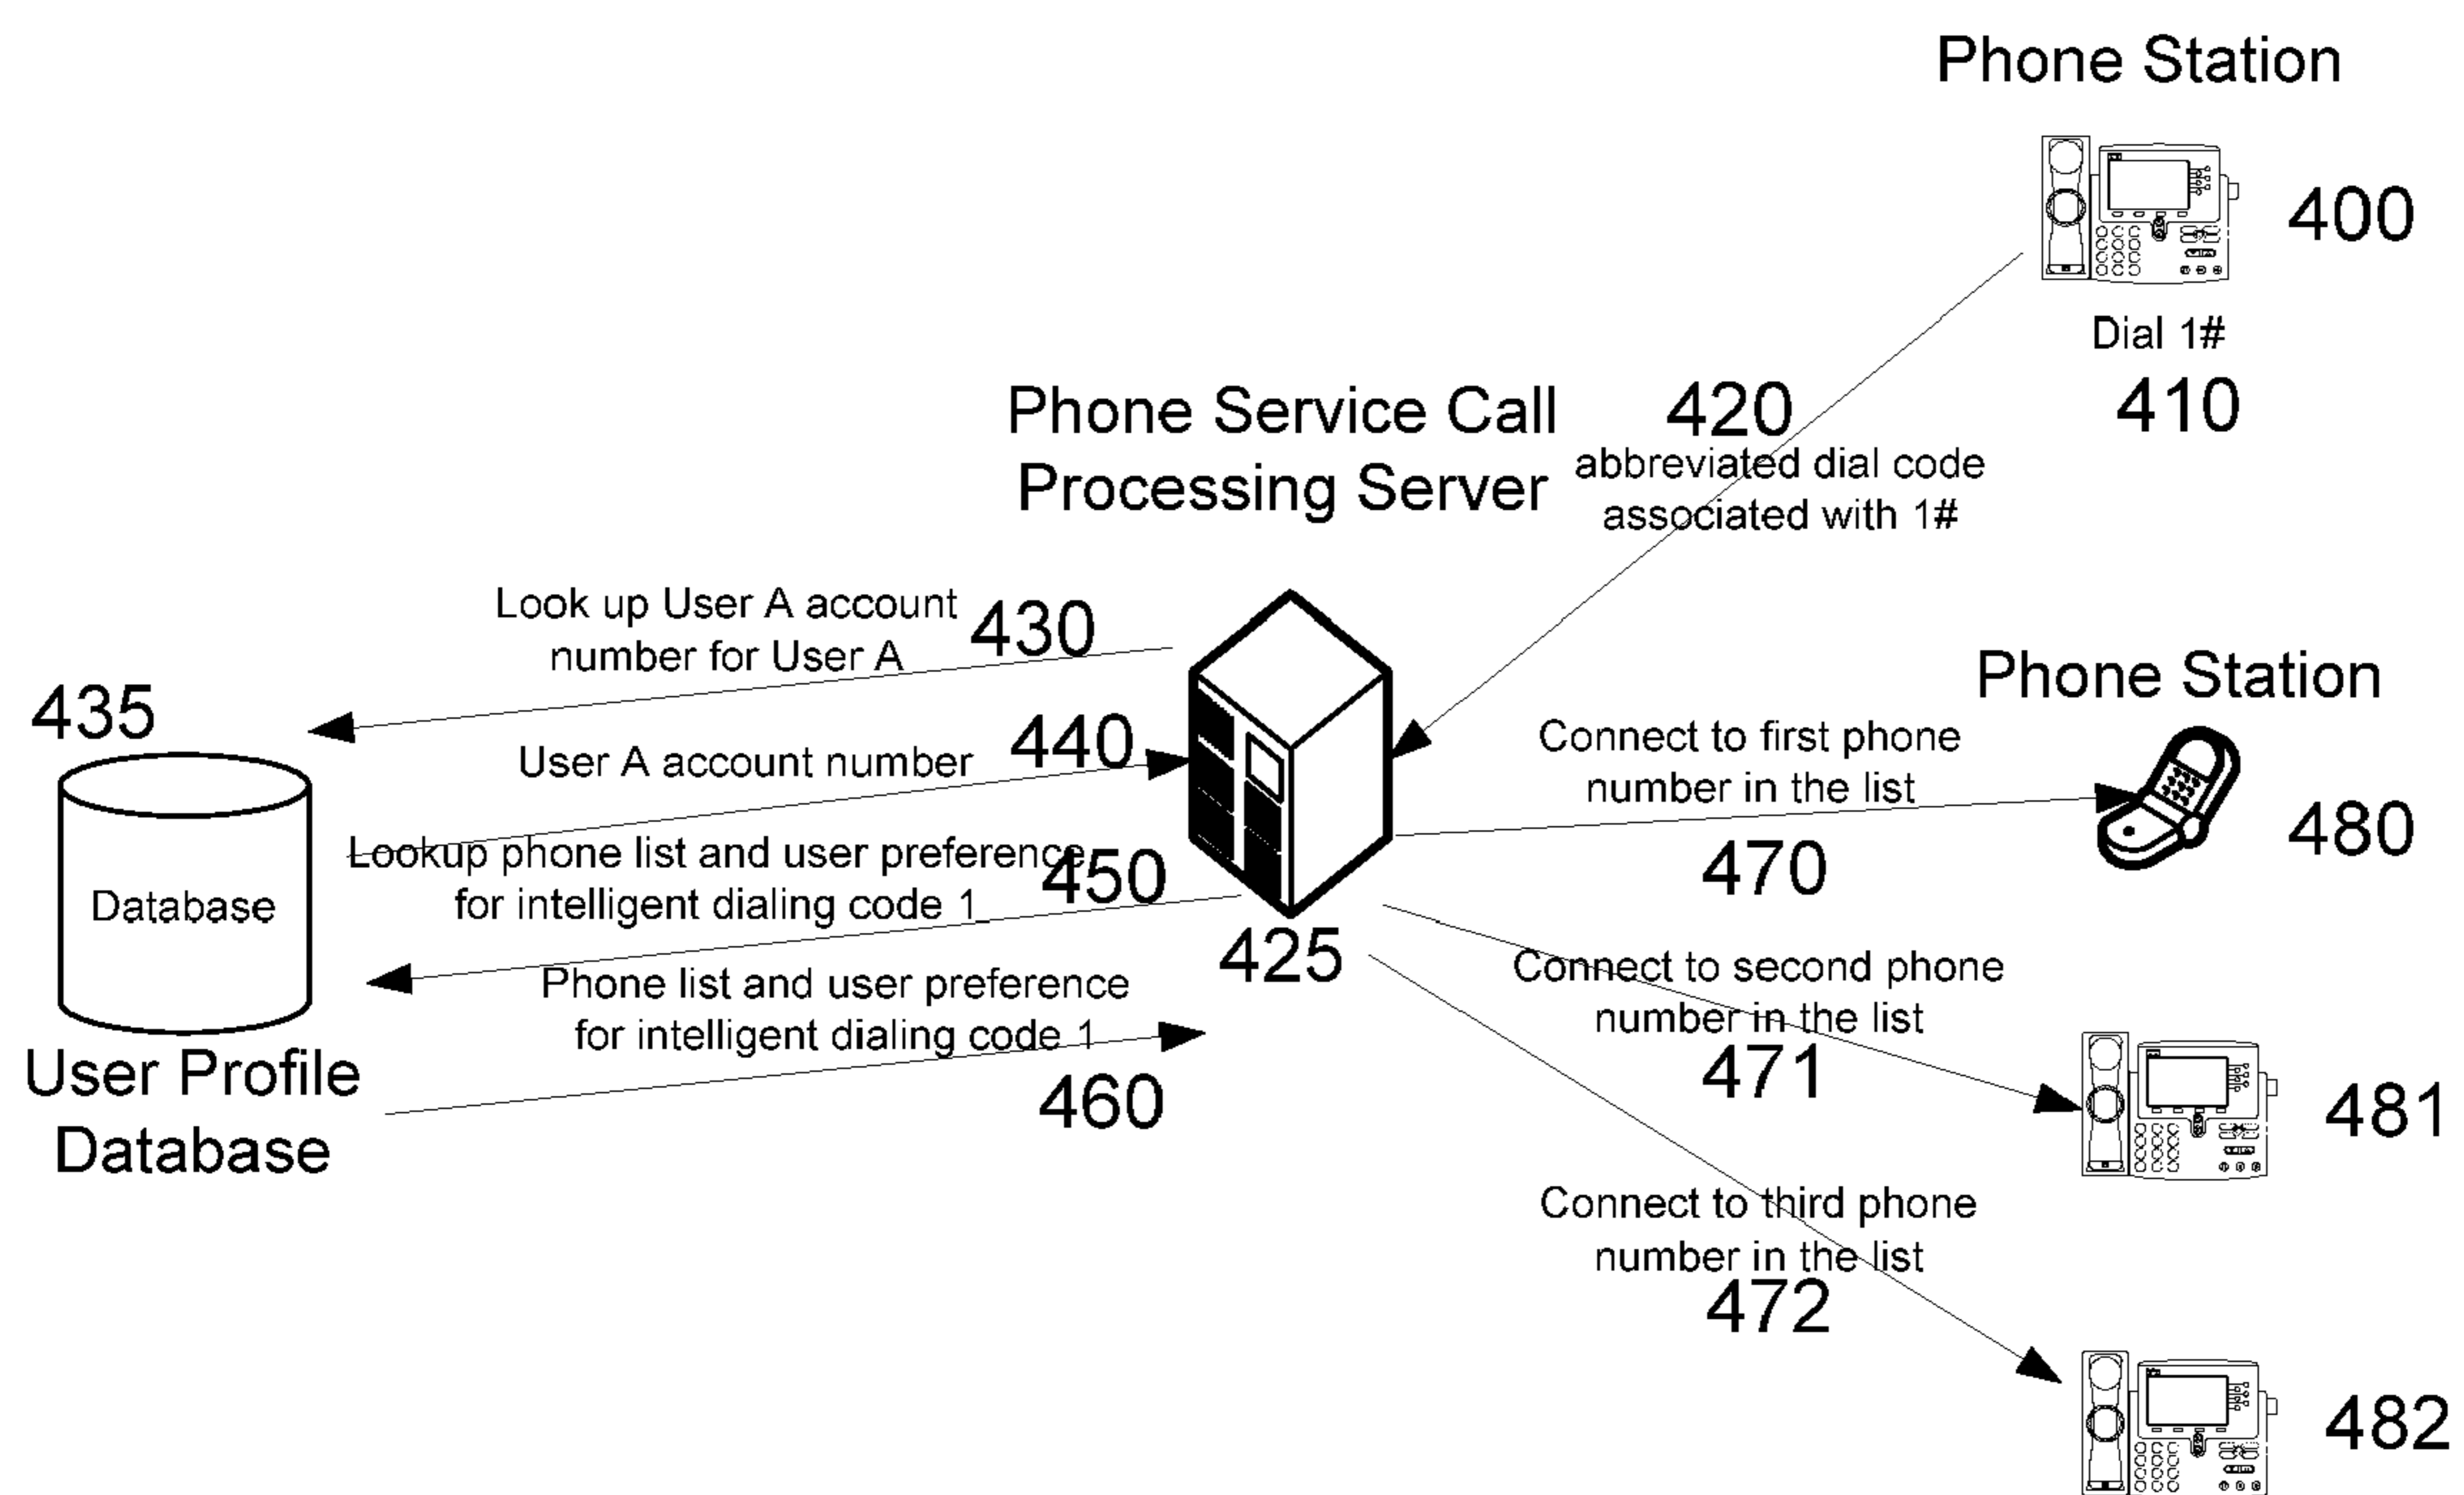 Phone Station
400
Dial 1#
410
Phone Service Call
Processing Server
420
abbreviated dial code
associated with 1#
Look up User A account
number for User A
430
435
Database
User Profile
Database
User A account number
440
Lookup phone list and user preference
for intelligent dialing code 1
450
425
Phone list and user preference
for intelligent dialing code 1
460
Phone Station
Connect to first phone
number in the list
470
480
Connect to second phone
number in the list
471
481
Connect to third phone
number in the list
472
482